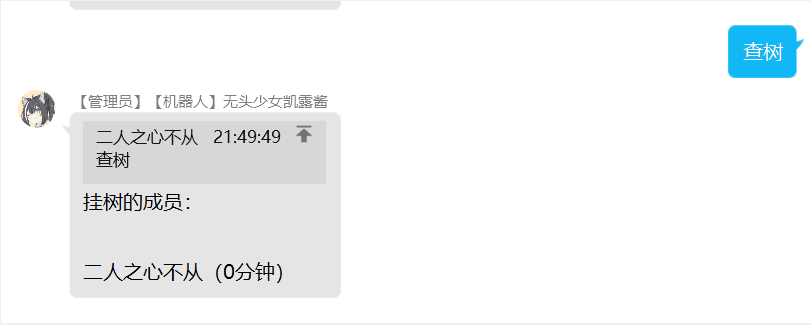 查树
【管理员】【机器人】无头少女凯露酱
二人之心不从 21:49:49
查树
挂树的成员：
二人之心不从（0分钟）